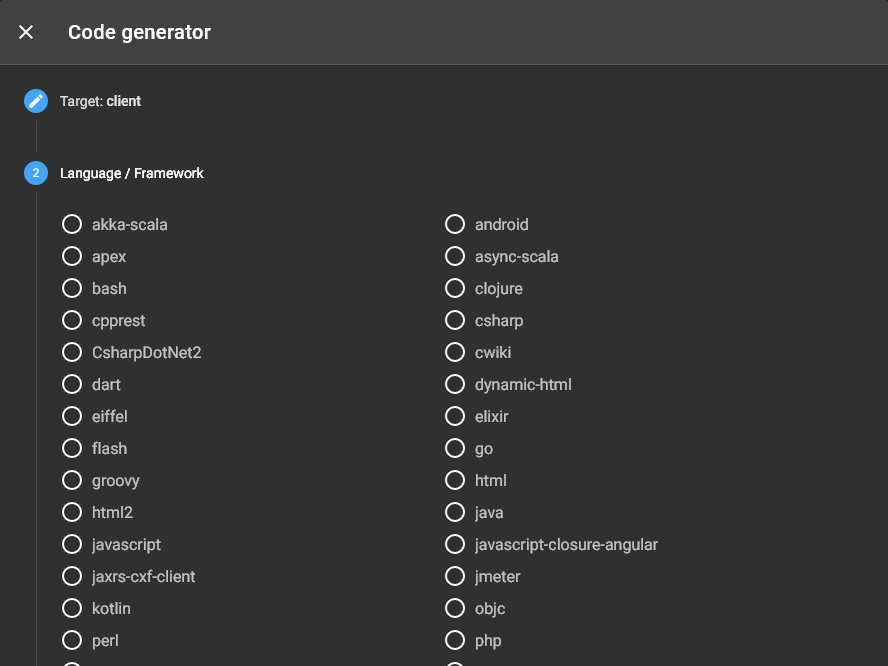 Code generator
Target: client
2 Language / Framework
akka-scala android
apex async-scala
bash clojure
cpprest csharp
CsharpDotNet2 cwiki
dart dynamic-html
eiffel elixir
flash go
groovy html
html2 java
javascript javascript-closure-angular
jaxrs-cxf-client jmeter
kotlin objc
perl php